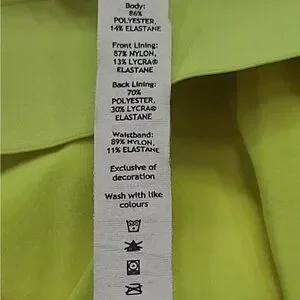 Body:
86%
POLYESTER,
14% ELASTANE
Front Lining:
87% NYLON,
13% LYCRA®
ELASTANE
Back Lining:
70%
POLYESTER,
30% LYCRA®
ELASTANE
Waistband:
89% NYLON,
11% ELASTANE
Exclusive of
decoration
Wash with like
colours